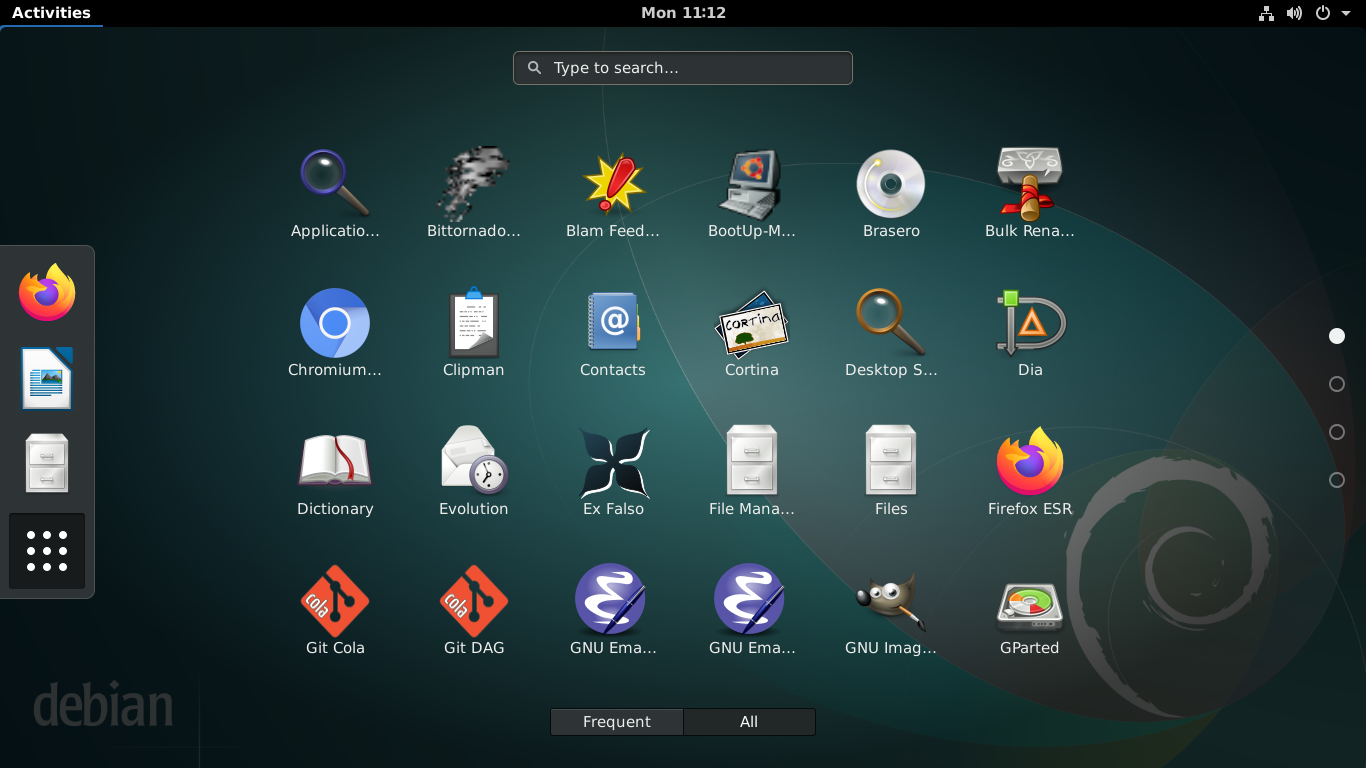 Activities
Mon 11:12
Type to search...
Applicatio...
Bittornado...
Blam Feed...
BootUp-M...
Brasero
Bulk Rena...
@
CORTINA
Chromium...
Clipman
Contacts
Cortina
Desktop S...
Dia
Dictionary
Evolution
Ex Falso
File Mana...
Files
Firefox ESR
cola
cola
Git Cola
Git DAG
GNU Ema...
GNU Ema...
GNU Imag...
GParted
debian
Frequent
All